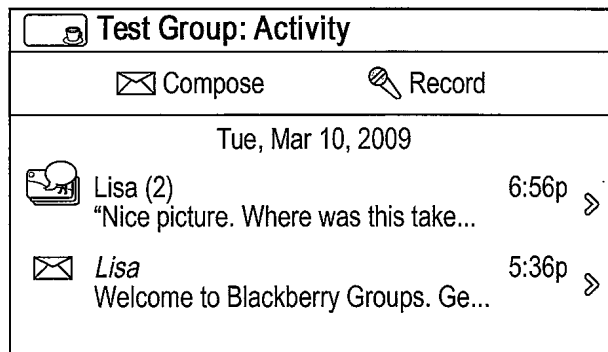 Test Group: Activity
Compose Record
Tue, Mar 10, 2009
Lisa (2) 6:56p
"Nice picture. Where was this take...
Lisa 5:36p
Welcome to Blackberry Groups. Ge...